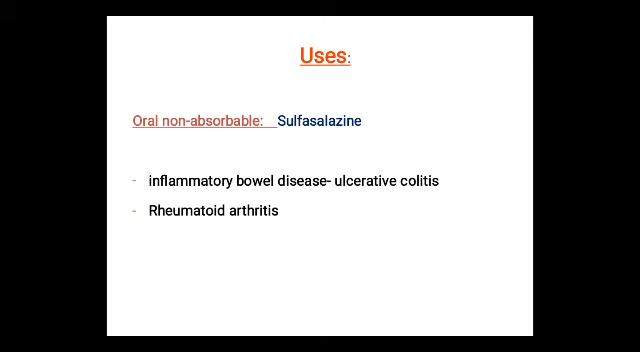 Uses:
Oral non-absorbable: Sulfasalazine
- inflammatory bowel disease- ulcerative colitis
- Rheumatoid arthritis